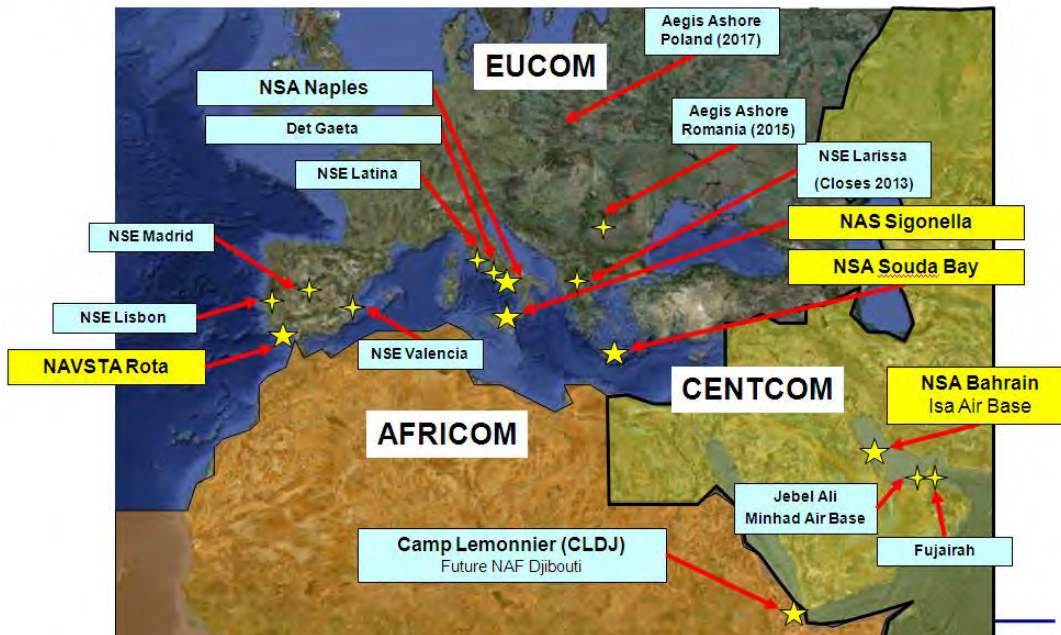 Aegis Ashore
Poland (2017)
EUCOM
NSA Naples
Aegis Ashore
Romania (2015)
Det Gaeta
NSE Larissa
(Closes 2013)
NSE Latina
NAS Sigonella
NSE Madrid
NSA Souda Bay
NSE Lisbon
NSE Valencia
NAVSTA Rota
CENTCOM
NSA Bahrain
Isa Air Base
AFRICOM
Jebel Ali
Minhad Air Base
Camp Lemonnier (CLDJ)
Future NAF Djibouti
Fujairah